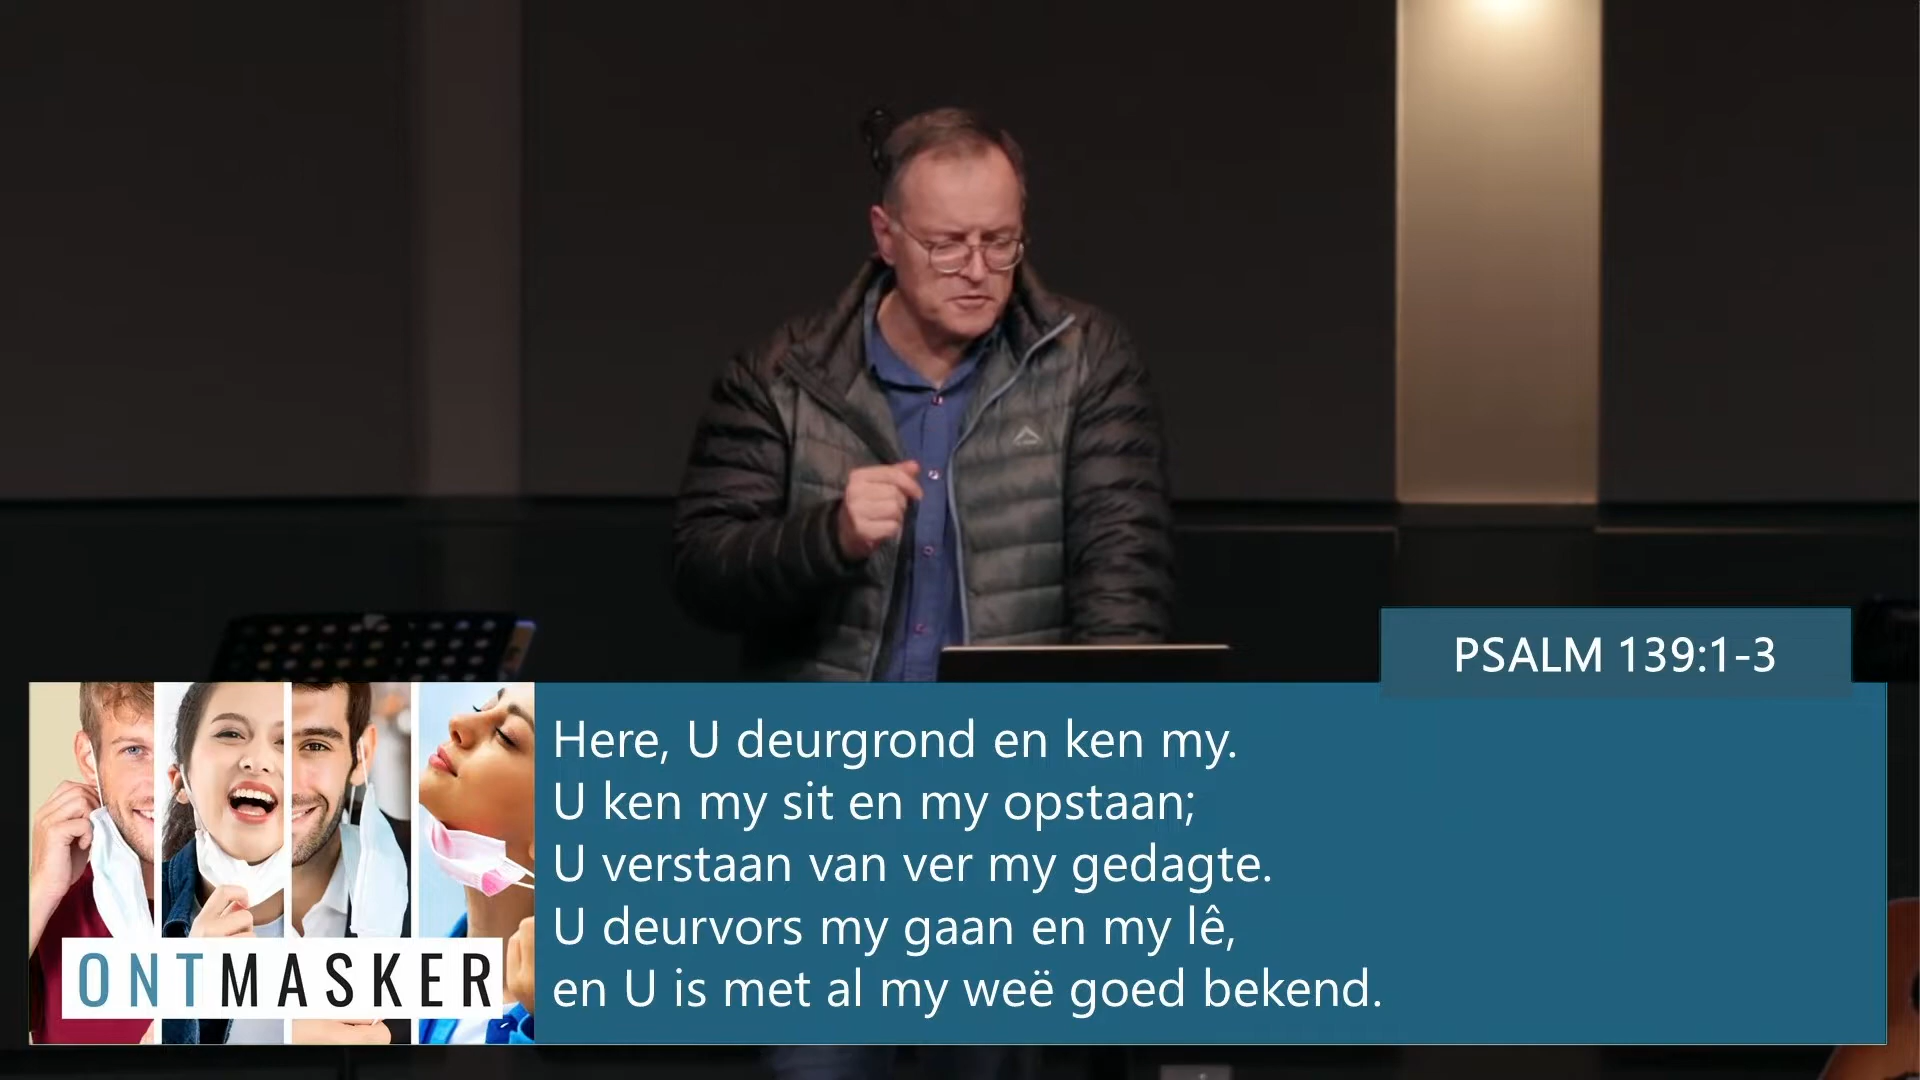 PSALM 139:1-3
Here, U deurgrond en ken my.
U ken my sit en my opstaan;
U verstaan van ver my gedagte.
U deurvors my gaan en my lê,
en U is met al my weë goed bekend.
ONTMASKER